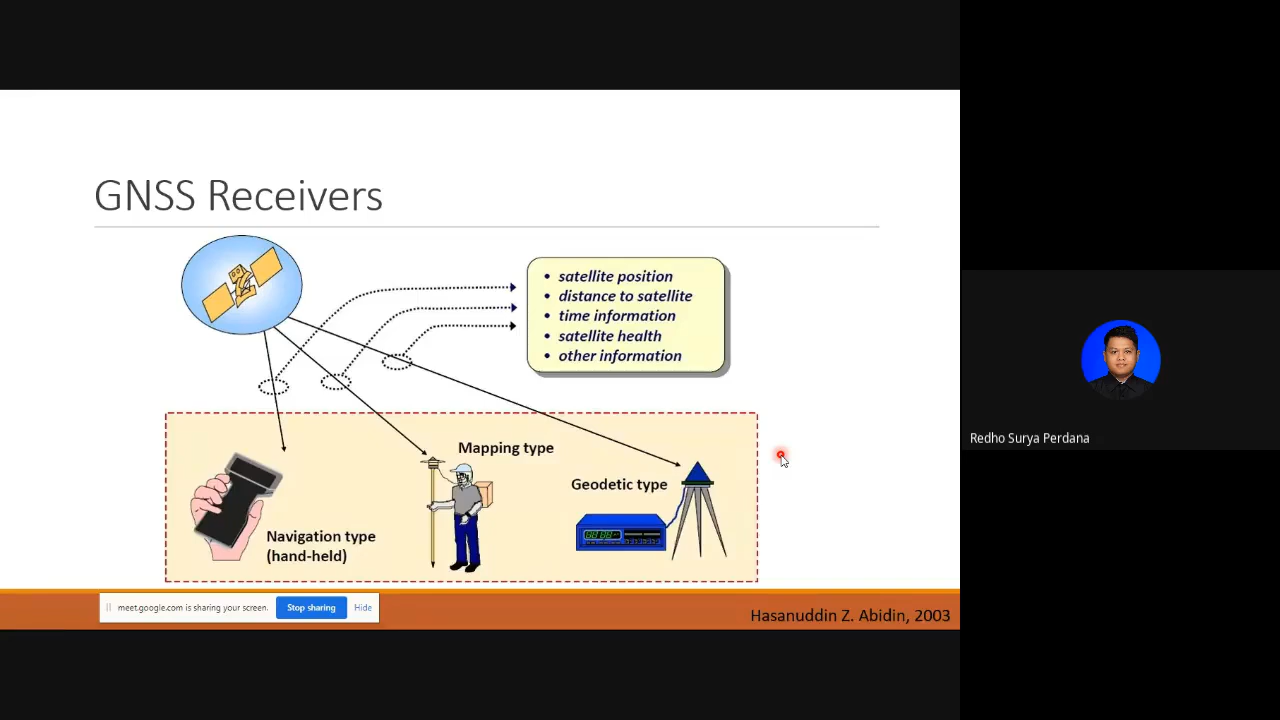 GNSS Receivers
• satellite position
• distance to satellite
• time information
• satellite health
• other information
Mapping type
Geodetic type
Navigation type
(hand-held)
Redho Surya Perdana
meet.google.com is sharing your screen.
Stop sharing
Hide
Hasanuddin Z. Abidin, 2003